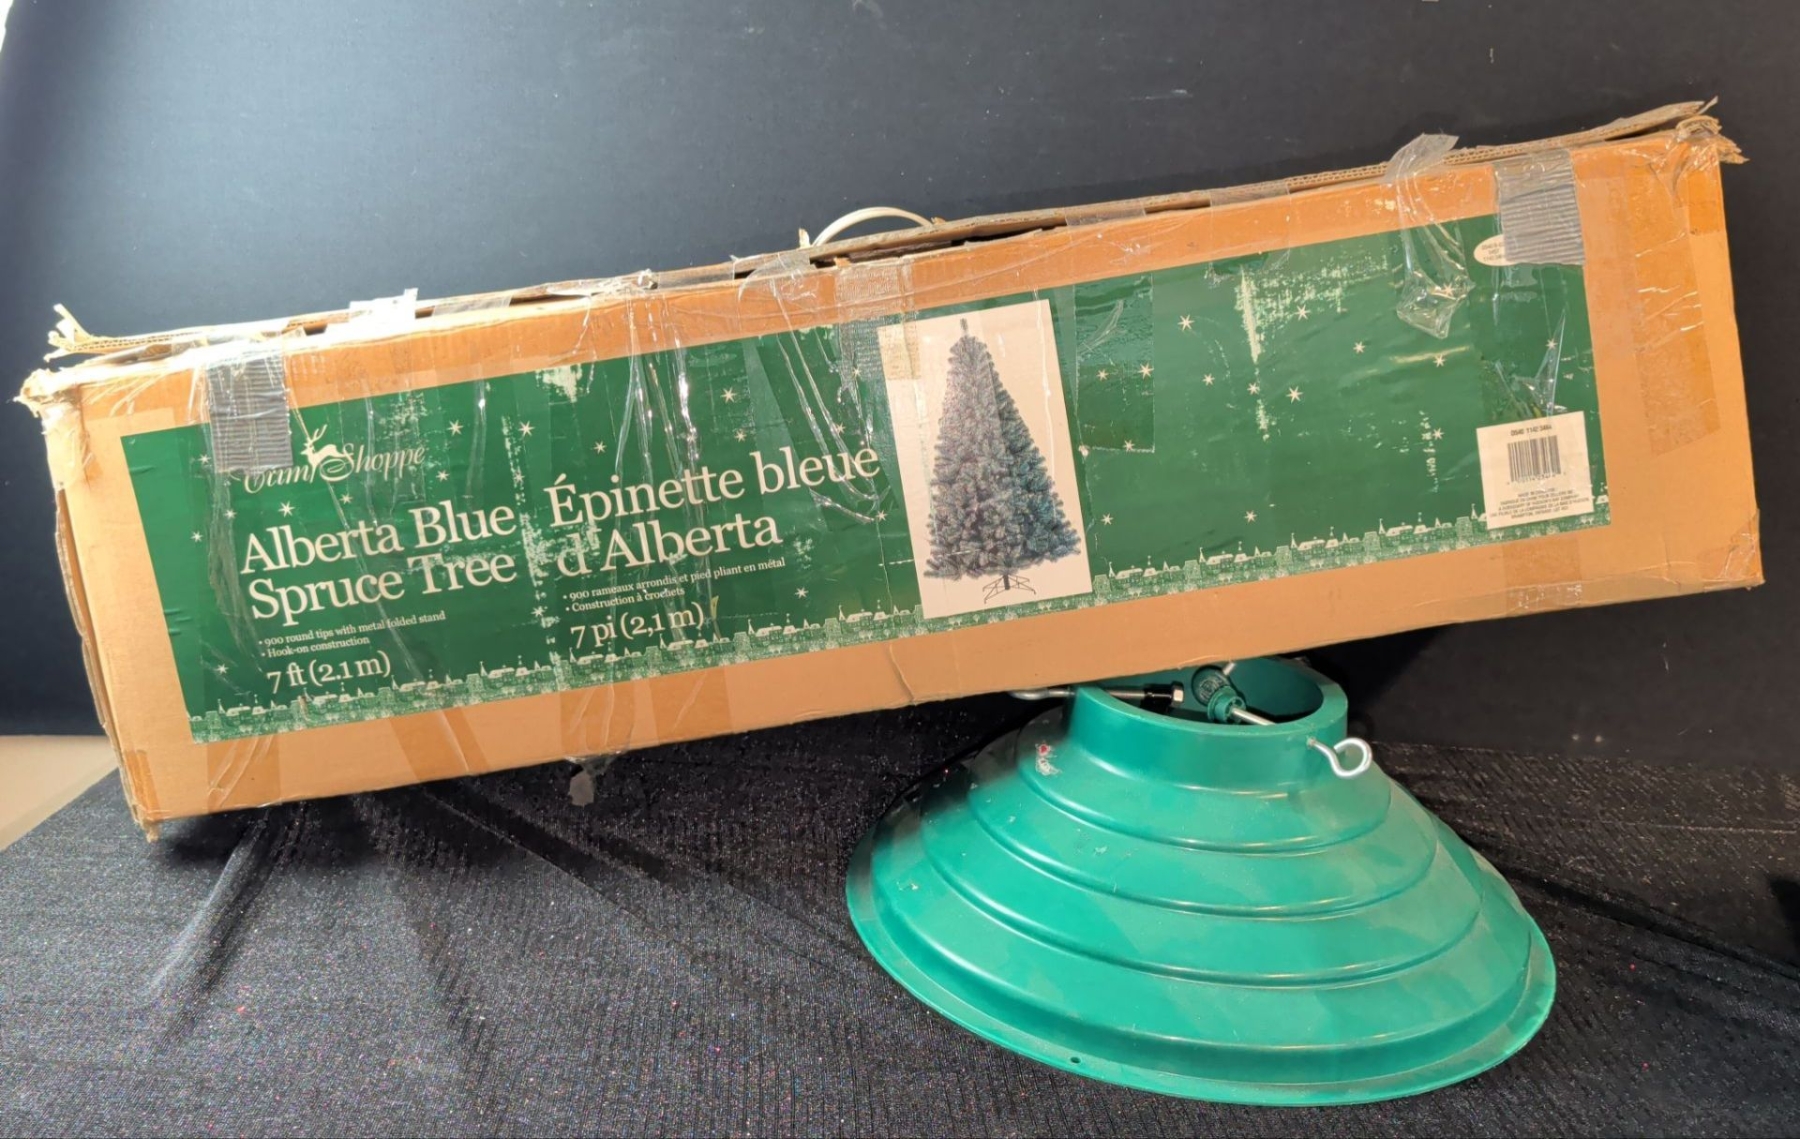 Trim Shoppe
Alberta Blue
Spruce Tree
• 900 round tips with metal folded stand
• Hook-on construction
7 ft (2.1 m)
Épinette bleue
d'Alberta
• 900 rameaux arrondis et pied pliant en métal
• Construction à crochets
7 pi (2,1 m)